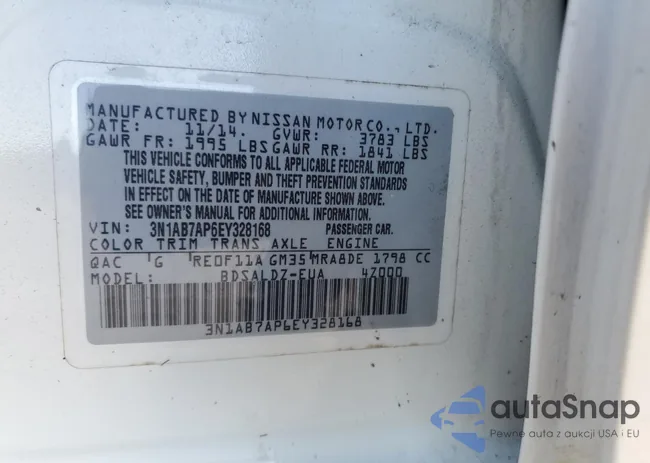 MANUFACTURED BY NISSAN MOTOR CO., LTD.
DATE: 11/14. GVWR: 3783 LBS
GAWR FR: 1995 LBS GAWR RR: 1841 LBS
THIS VEHICLE CONFORMS TO ALL APPLICABLE FEDERAL MOTOR
VEHICLE SAFETY, BUMPER AND THEFT PREVENTION STANDARDS
IN EFFECT ON THE DATE OF MANUFACTURE SHOWN ABOVE.
SEE OWNER'S MANUAL FOR ADDITIONAL INFORMATION.
VIN: 3N1AB7AP6EY328168 PASSENGER CAR.
COLOR TRIM TRANS AXLE ENGINE
QAC G RE0F11A GM35 MRA8DE 1798 CC
MODEL: BDSALDZ-EUA 47000
3N1AB7AP6EY328168
autaSnap
Pewne auta z aukcji USA i EU